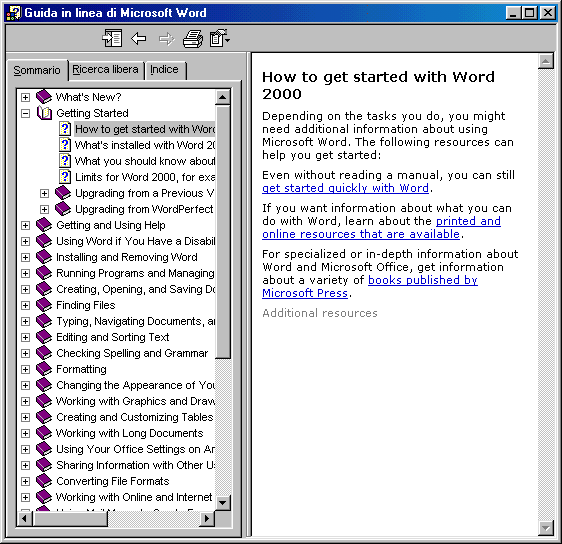 Guida in linea di Microsoft Word
Sommario
Ricerca libera
Indice
What's New?
Getting Started
How to get started with Word
What's installed with Word 20
What you should know about
Limits for Word 2000, for exa
Upgrading from a Previous V
Upgrading from WordPerfect
Getting and Using Help
Using Word if You Have a Disabil
Installing and Removing Word
Running Programs and Managing
Creating, Opening, and Saving Do
Finding Files
Typing, Navigating Documents, an
Editing and Sorting Text
Checking Spelling and Grammar
Formatting
Changing the Appearance of You
Working with Graphics and Draw
Creating and Customizing Tables
Working with Long Documents
Using Your Office Settings on An
Sharing Information with Other Us
Converting File Formats
Working with Online and Internet
How to get started with Word
2000
Depending on the tasks you do, you might
need additional information about using
Microsoft Word. The following resources can
help you get started:
Even without reading a manual, you can still
get started quickly with Word.
If you want information about what you can
do with Word, learn about the printed and
online resources that are available.
For specialized or in-depth information about
Word and Microsoft Office, get information
about a variety of books published by
Microsoft Press.
Additional resources